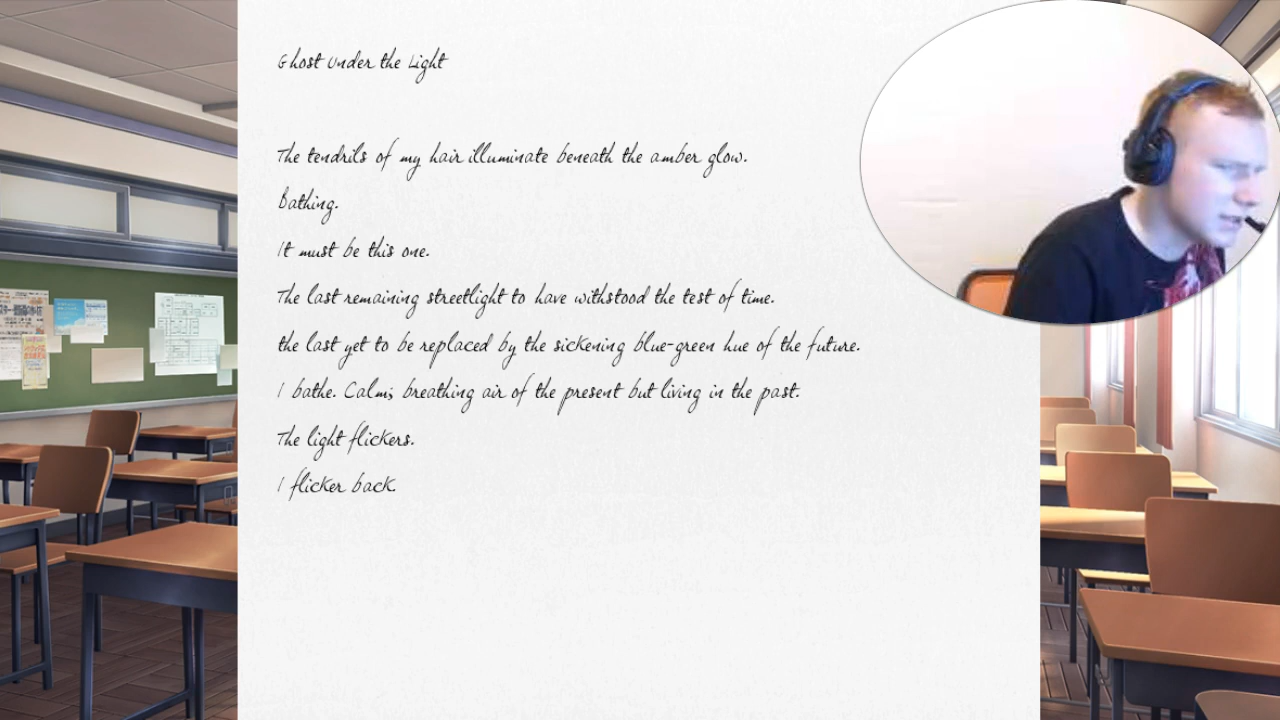 Ghost Under the Light
The tendrils of my hair illuminate beneath the amber glow.
Bathing.
It must be this one.
The last remaining streetlight to have withstood the test of time.
the last yet to be replaced by the sickening blue-green hue of the future.
I bathe. Calm; breathing air of the present but living in the past.
The light flickers.
I flicker back.